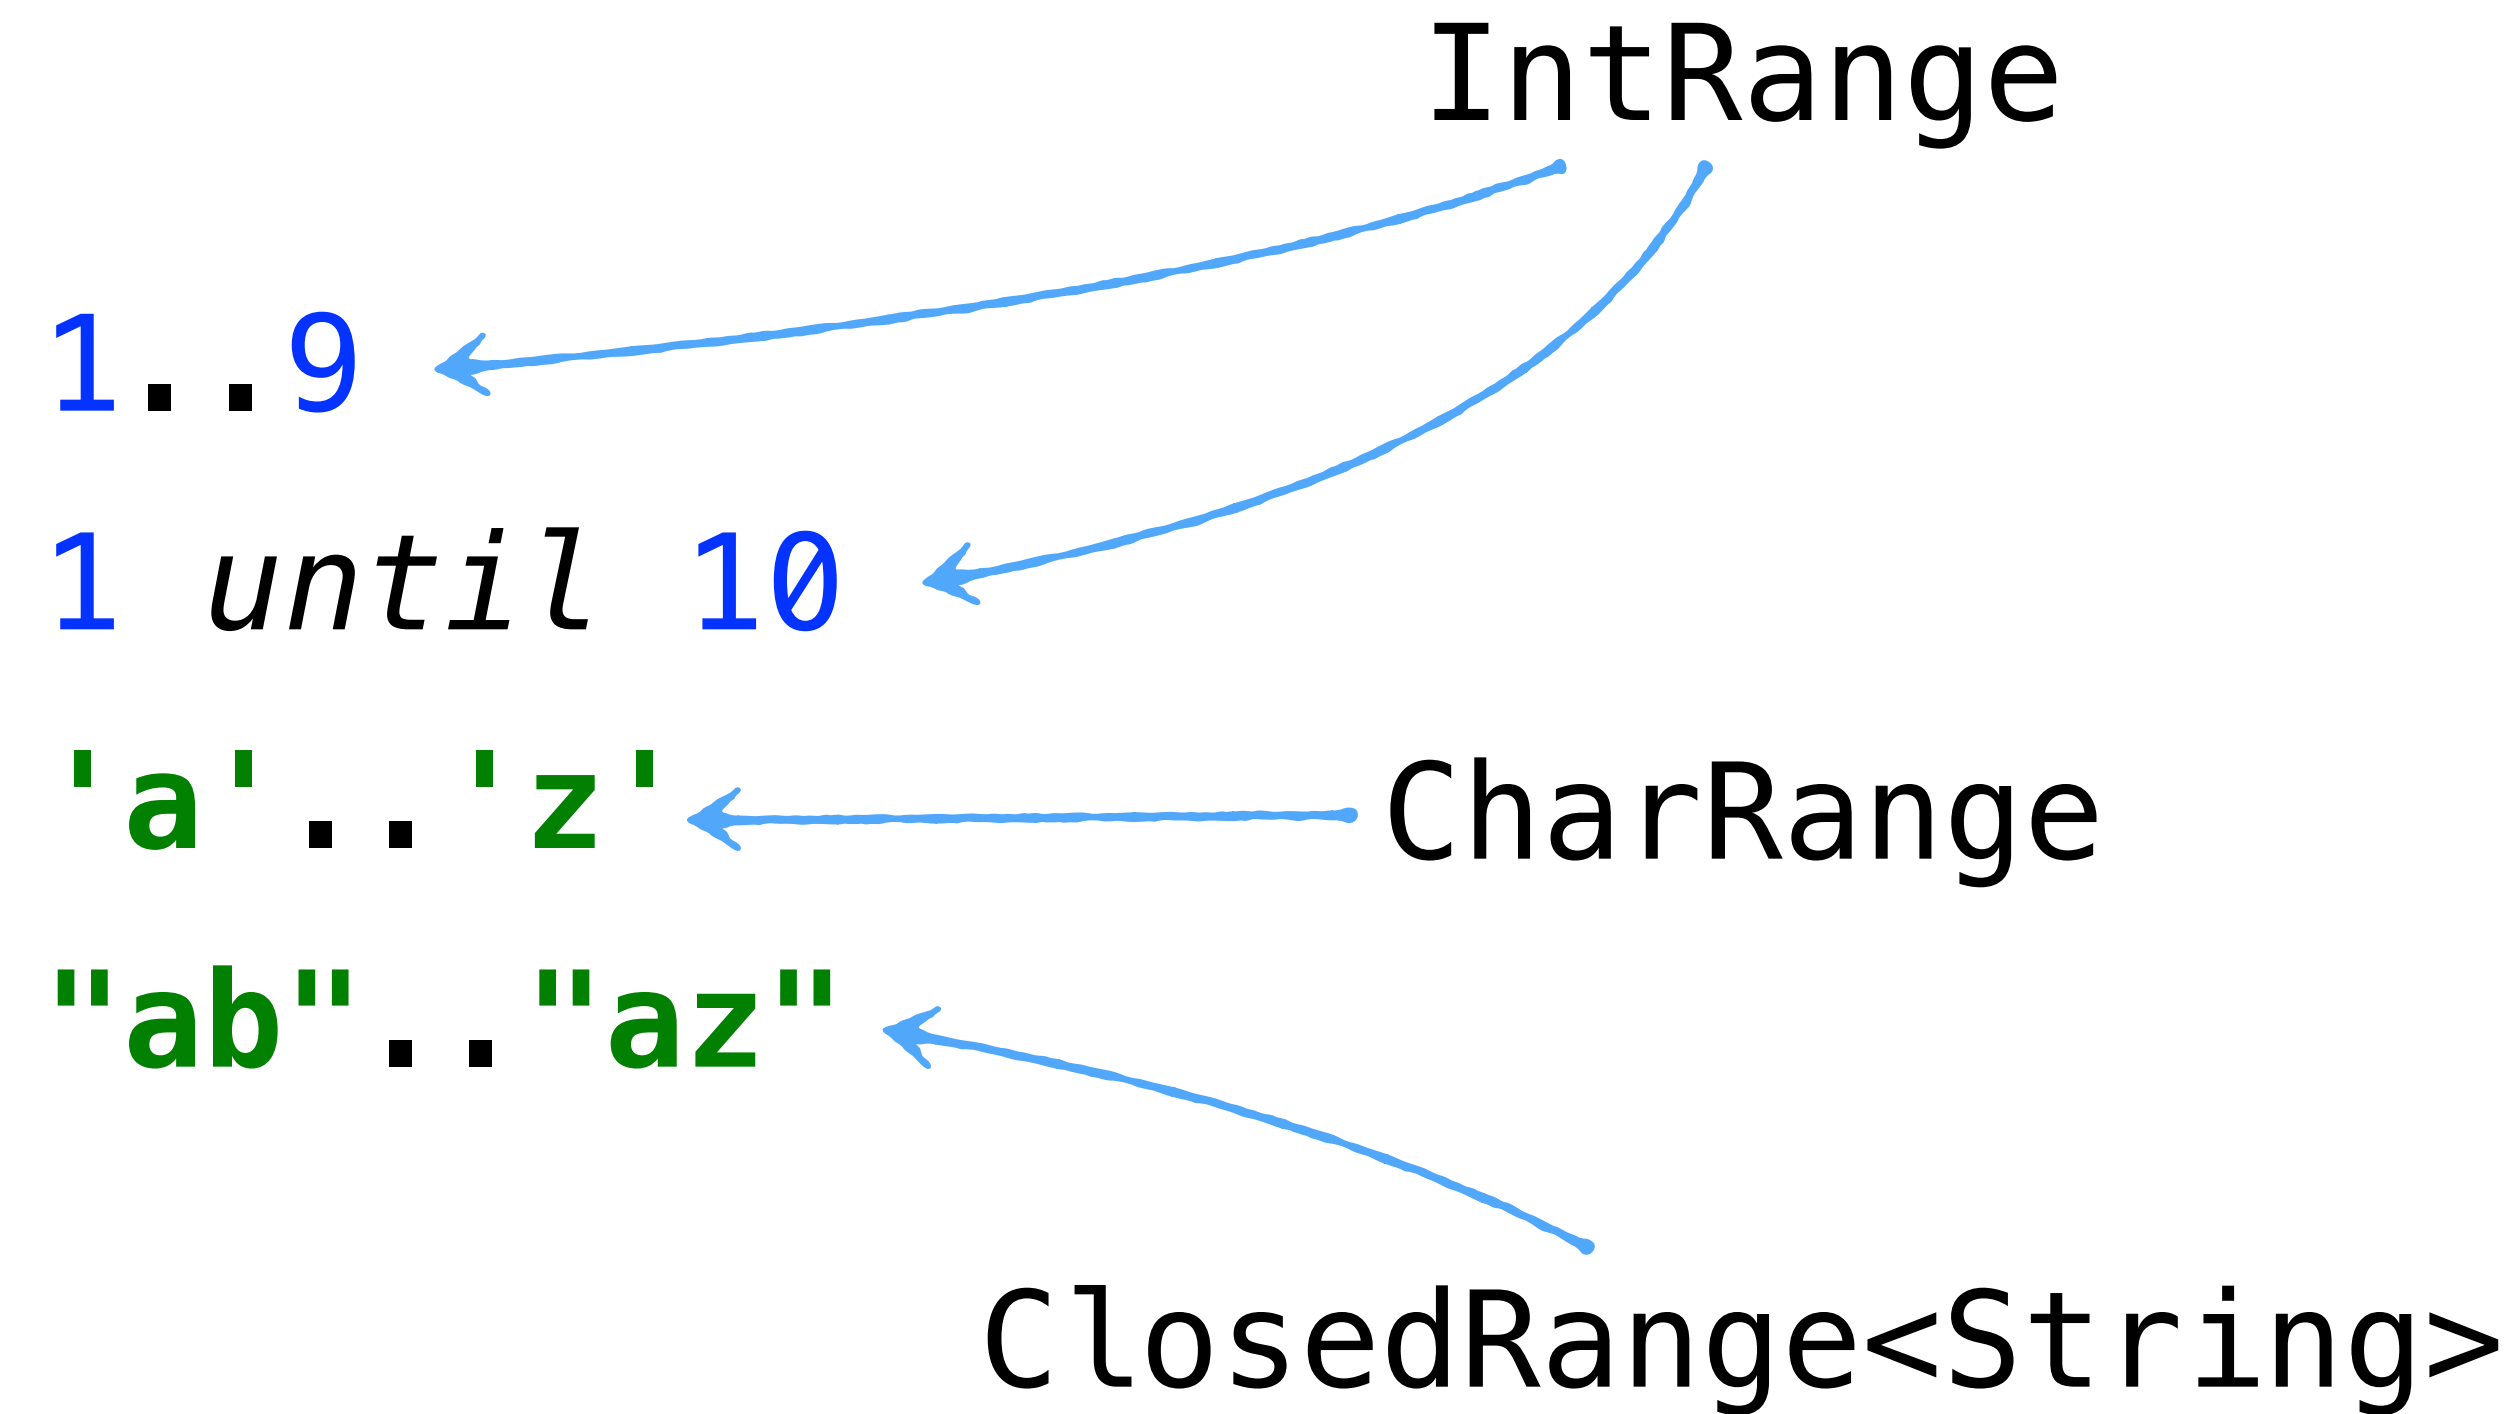 IntRange
1..9
1 until 10
'a'..'z'
CharRange
"ab".."az"
ClosedRange<String>